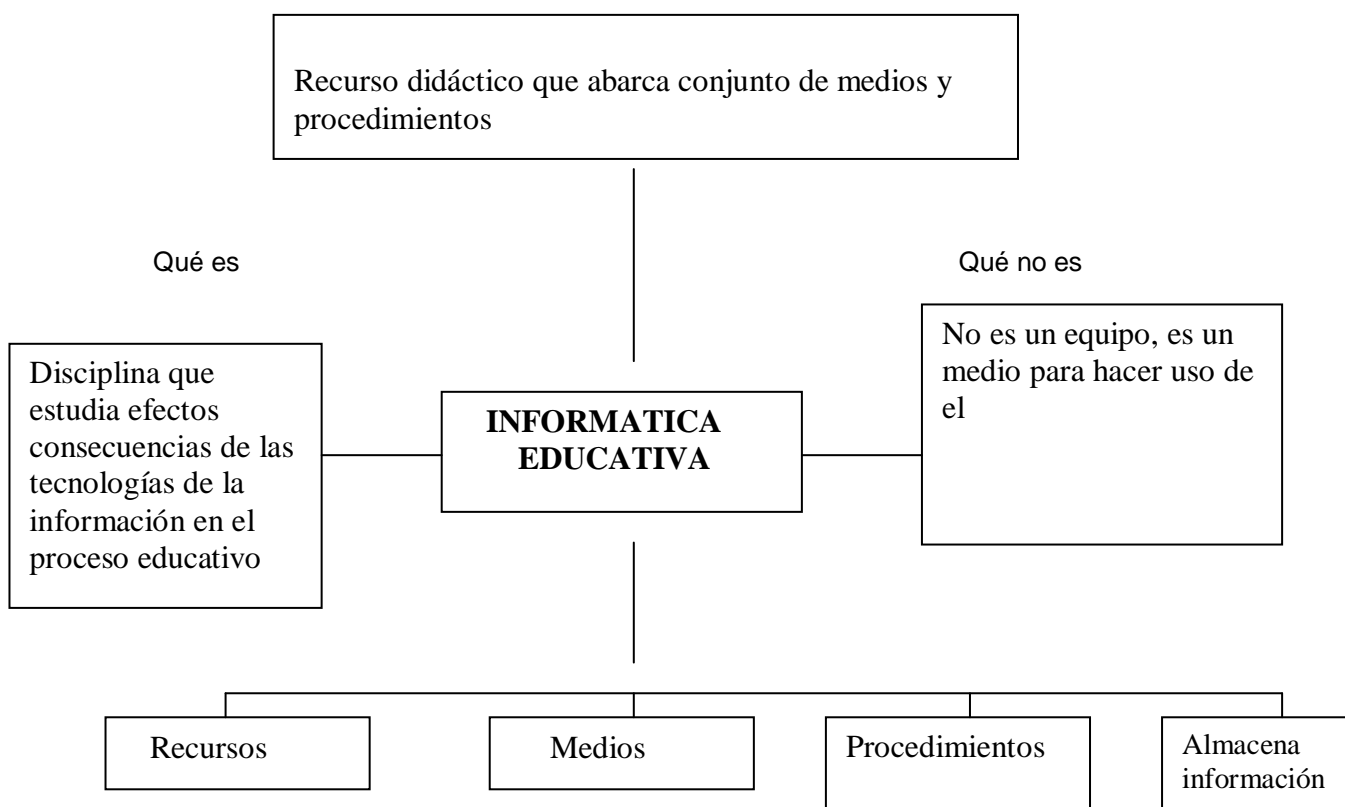 Recurso didáctico que abarca conjunto de medios y
procedimientos
Qué es
Qué no es
Disciplina que
estudia efectos
consecuencias de las
tecnologías de la
información en el
proceso educativo
INFORMATICA
EDUCATIVA
No es un equipo, es un
medio para hacer uso de
el
Recursos
Medios
Procedimientos
Almacena
información